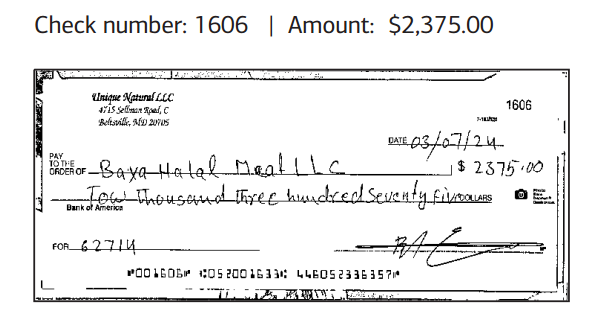 Check number: 1606 | Amount: $2,375.00
Unique Natural LLC
4715 Sellman Road, C
Beltsville, MD 20705
1606
DATE 03/07/24
PAY TO THE ORDER OF Baya Halal Meat LLC $ 2375.00
Tow Thousand Three hundred Seventy Five DOLLARS
Bank of America
FOR 62714
⑈001606⑈ ⑆052001633⑆ 446052336357⑈